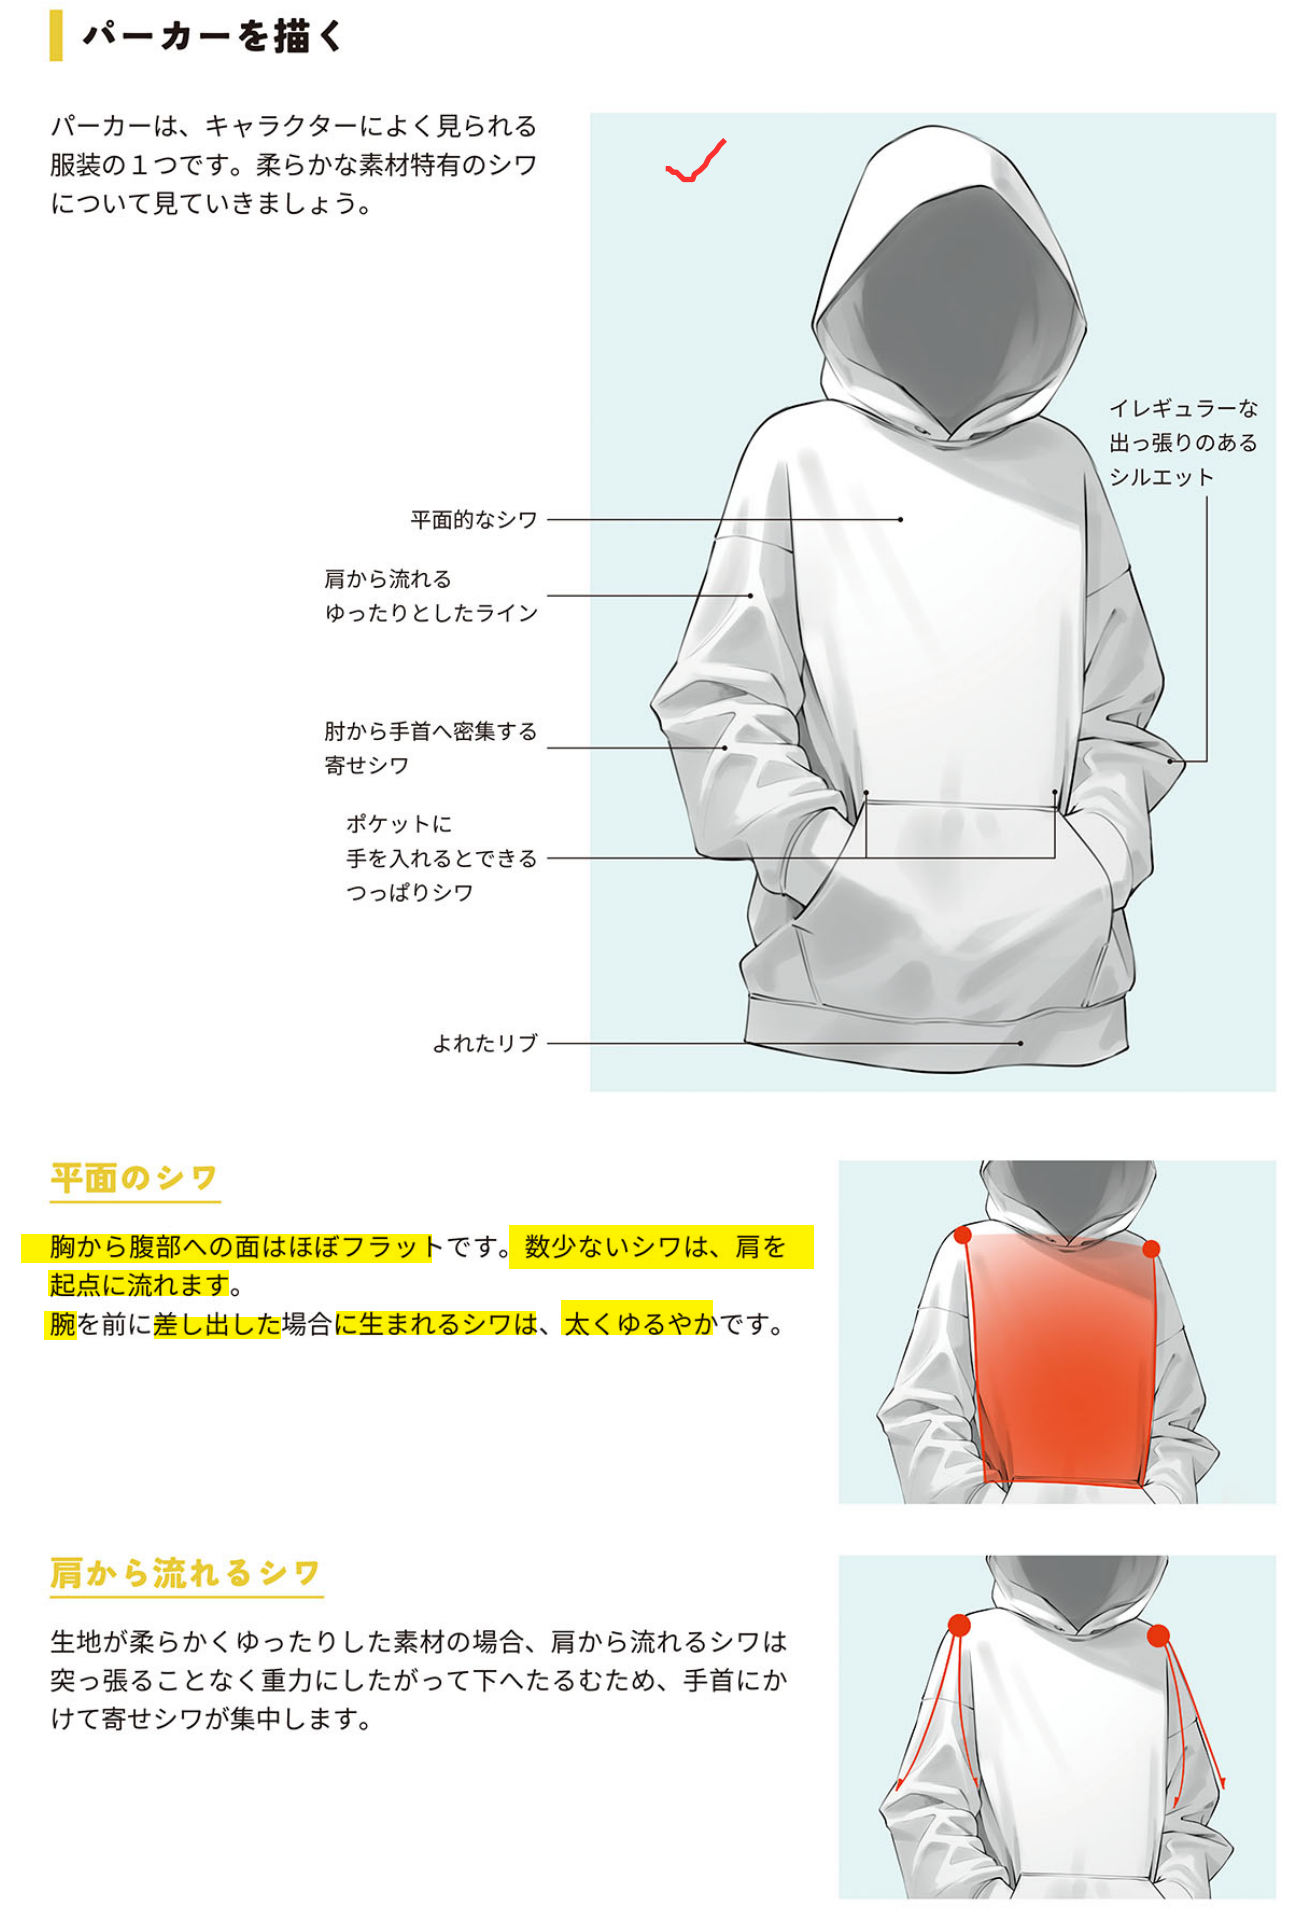 パーカーを描く
パーカーは、キャラクターによく見られる
服装の１つです。柔らかな素材特有のシワ
について見ていきましょう。
イレギュラーな
出っ張りのある
シルエット
平面的なシワ
肩から流れる
ゆったりとしたライン
肘から手首へ密集する
寄せシワ
ポケットに
手を入れるとできる
つっぱりシワ
よれたリブ
平面のシワ
胸から腹部への面はほぼフラットです。数少ないシワは、肩を
起点に流れます。
腕を前に差し出した場合に生まれるシワは、太くゆるやかです。
肩から流れるシワ
生地が柔らかくゆったりした素材の場合、肩から流れるシワは
突っ張ることなく重力にしたがって下へたるむため、手首にか
けて寄せシワが集中します。